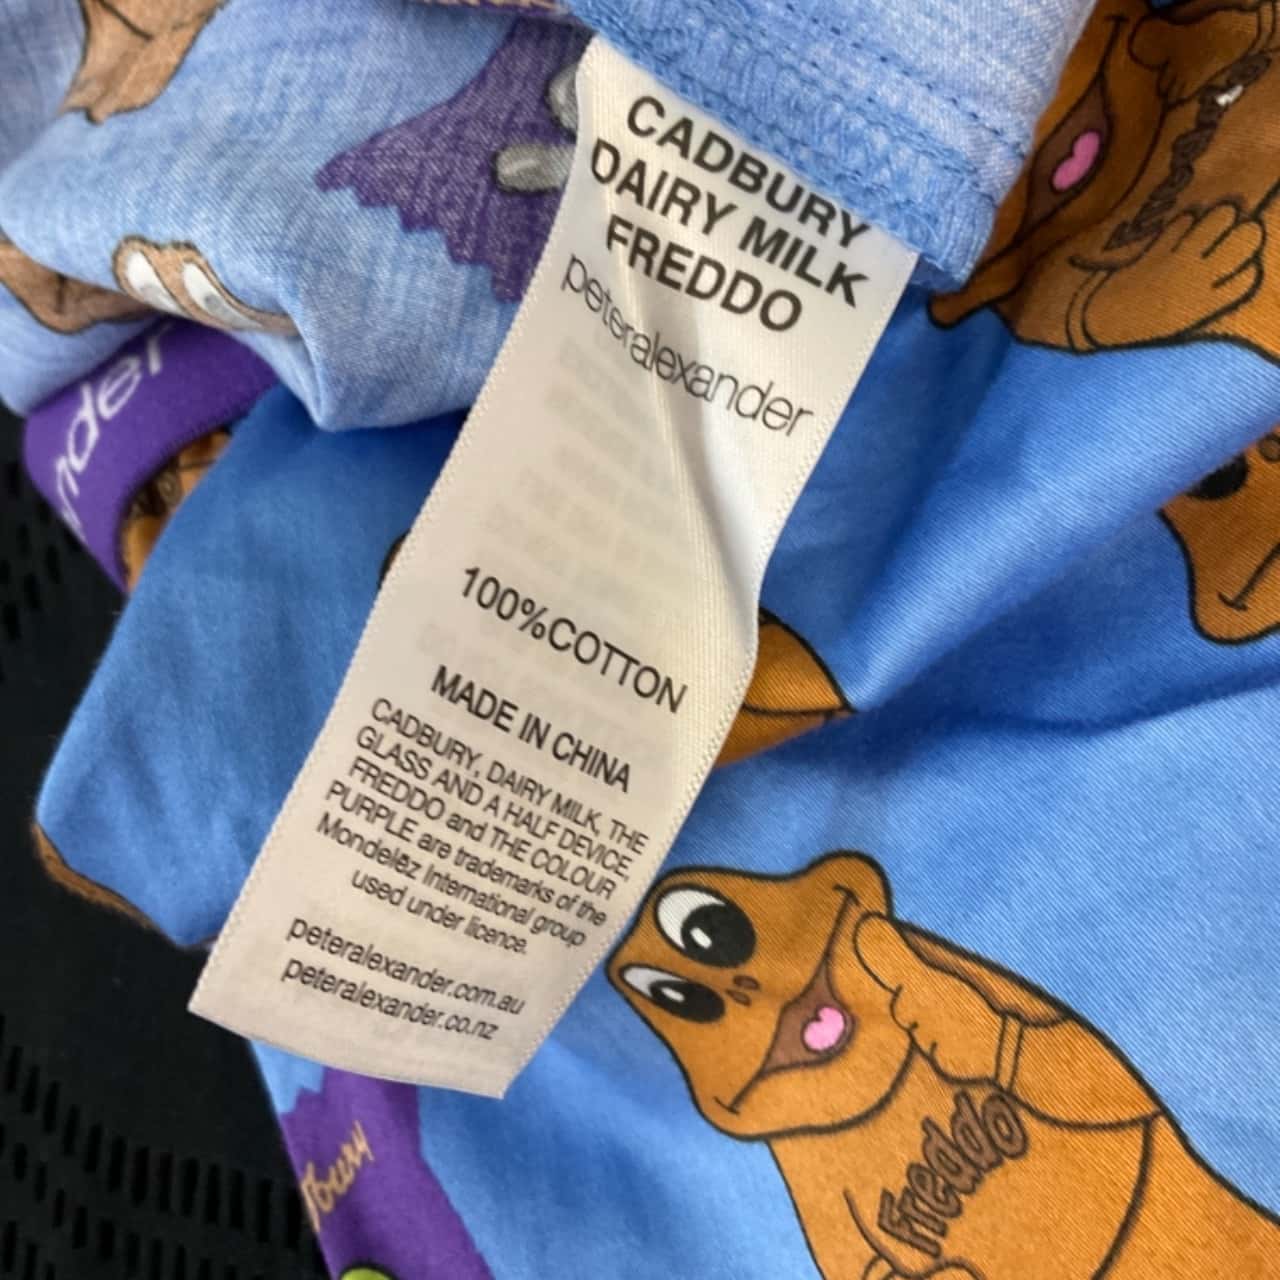 CADBURY
DAIRY MILK
FREDDO
peteralexander
100%COTTON
MADE IN CHINA
CADBURY, DAIRY MILK, THE
GLASS AND A HALF DEVICE,
FREDDO and THE COLOUR
PURPLE are trademarks of the
Mondelēz International group
used under licence.
peteralexander.com.au
peteralexander.co.nz
Freddo